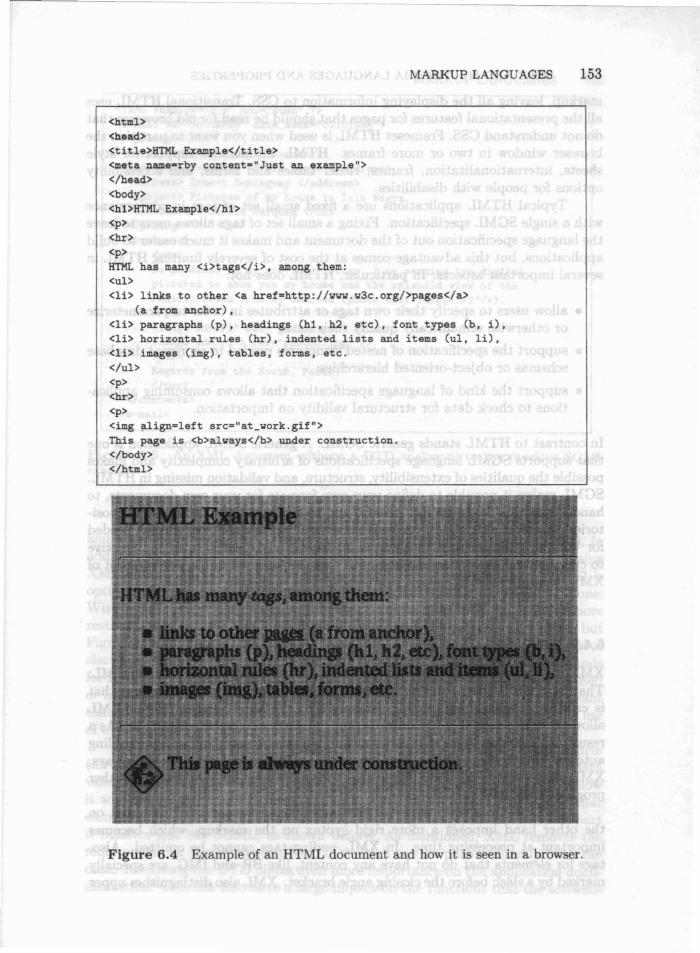 MARKUP LANGUAGES 153
<html>
<head>
<title>HTML Example</title>
<meta name=rby content="Just an example">
</head>
<body>
<h1>HTML Example</h1>
<p>
<hr>
<p>
HTML has many <i>tags</i>, among them:
<ul>
<li> links to other <a href=http://www.w3c.org/>pages</a>
(a from anchor),
<li> paragraphs (p), headings (h1, h2, etc), font types (b, i),
<li> horizontal rules (hr), indented lists and items (ul, li),
<li> images (img), tables, forms, etc.
</ul>
<p>
<hr>
<p>
<img align=left src="at_work.gif">
This page is <b>always</b> under construction.
</body>
</html>
HTML Example
HTML has many tags, among them:
links to other pages (a from anchor),
paragraphs (p), headings (h1, h2, etc), font types (b, i),
horizontal rules (hr), indented lists and items (ul, li),
images (img), tables, forms, etc.
This page is always under construction.
Figure 6.4 Example of an HTML document and how it is seen in a browser.